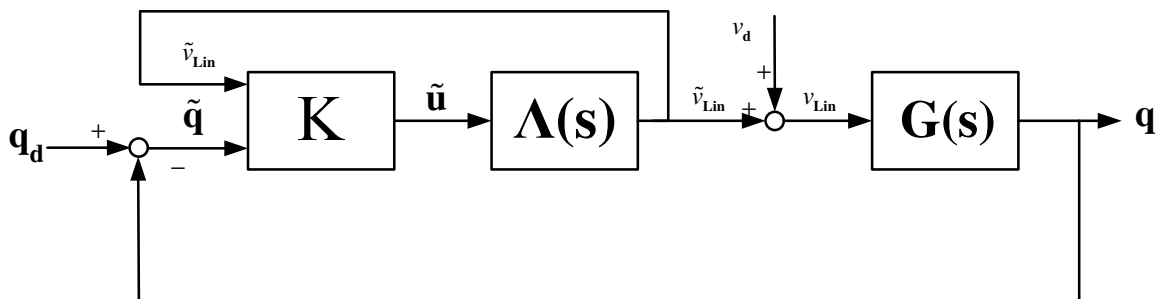 ṽ_Lin
v_d
+
q̃
K
ũ
Λ(s)
ṽ_Lin
+
v_Lin
G(s)
q
q_d
+
−